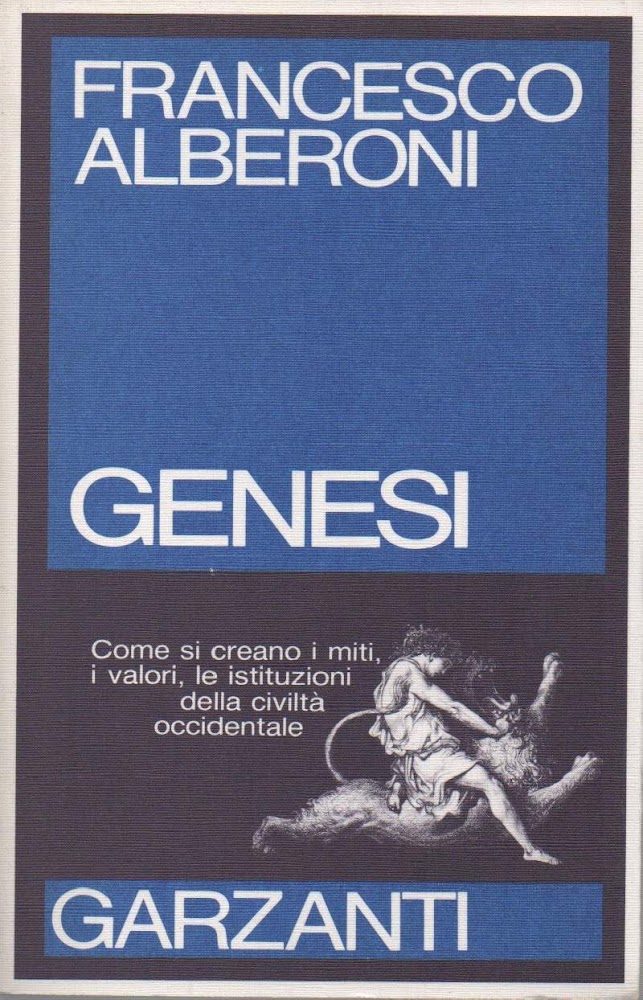 FRANCESCO
ALBERONI
GENESI
Come si creano i miti,
i valori, le istituzioni
della civiltà
occidentale
GARZANTI